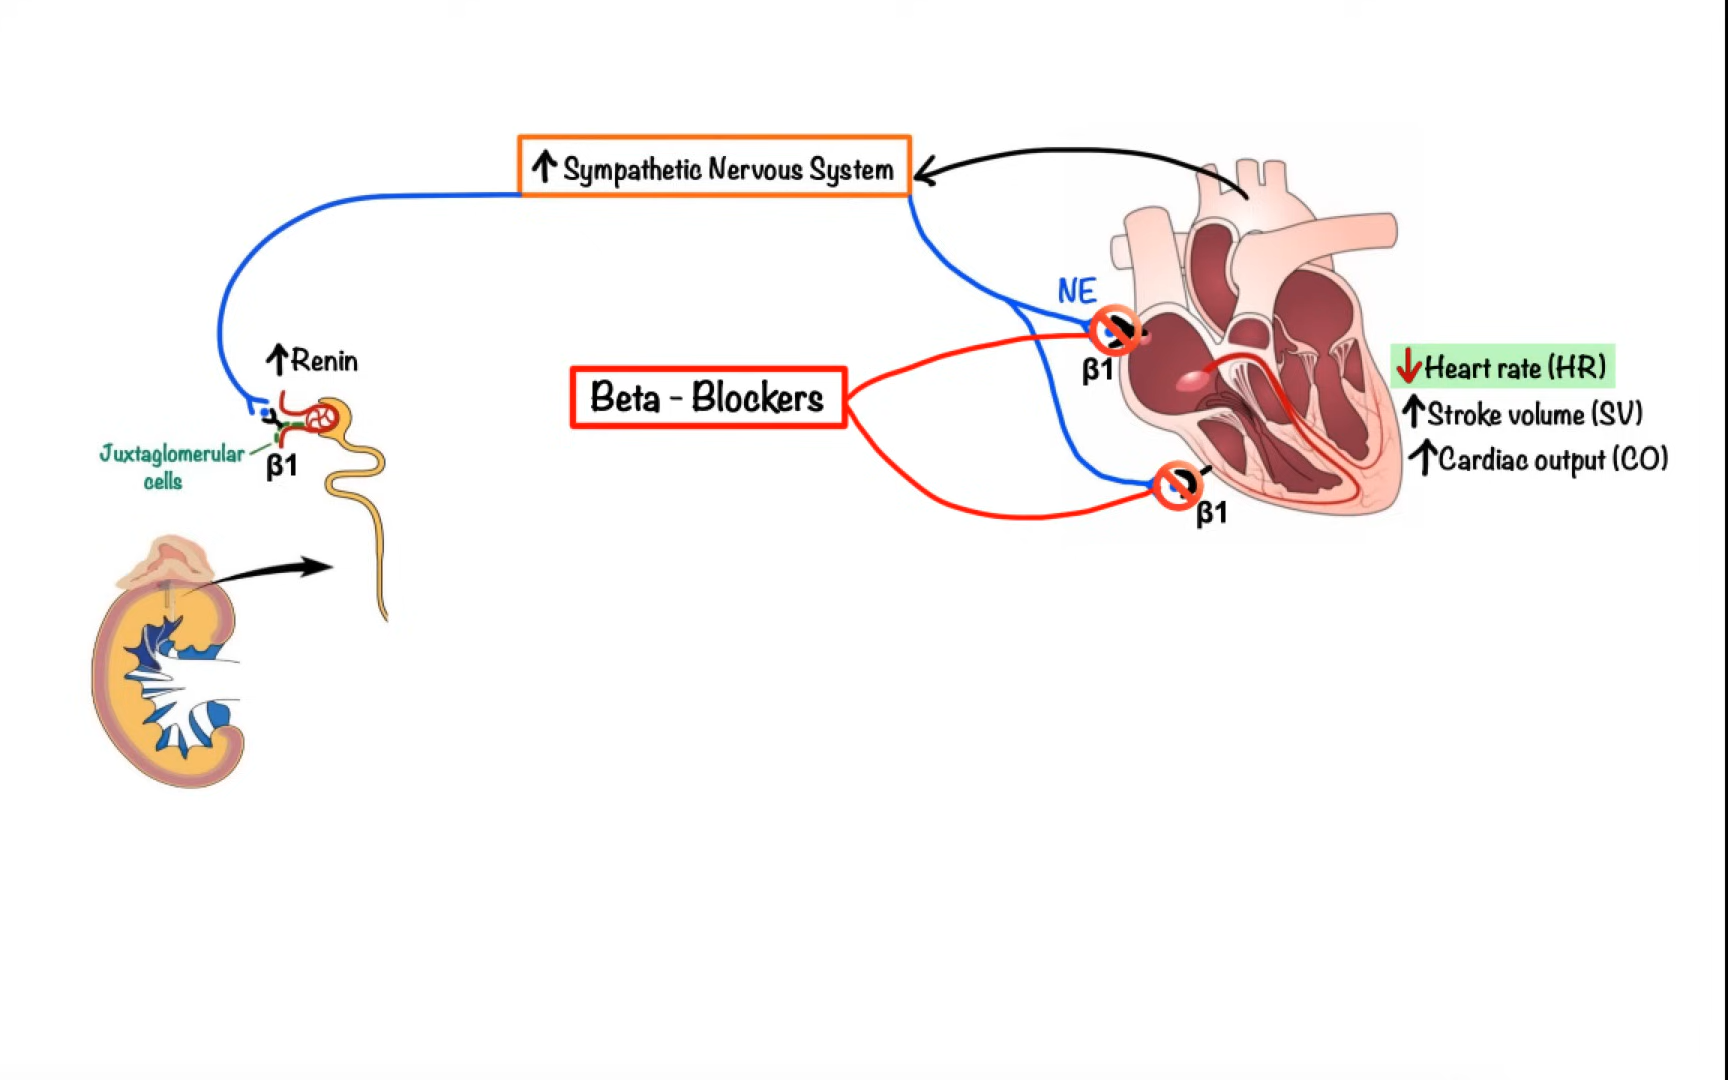 ↑ Sympathetic Nervous System
NE
β1
↑Renin
Beta - Blockers
↓Heart rate (HR)
↑Stroke volume (SV)
↑Cardiac output (CO)
Juxtaglomerular
cells
β1
β1